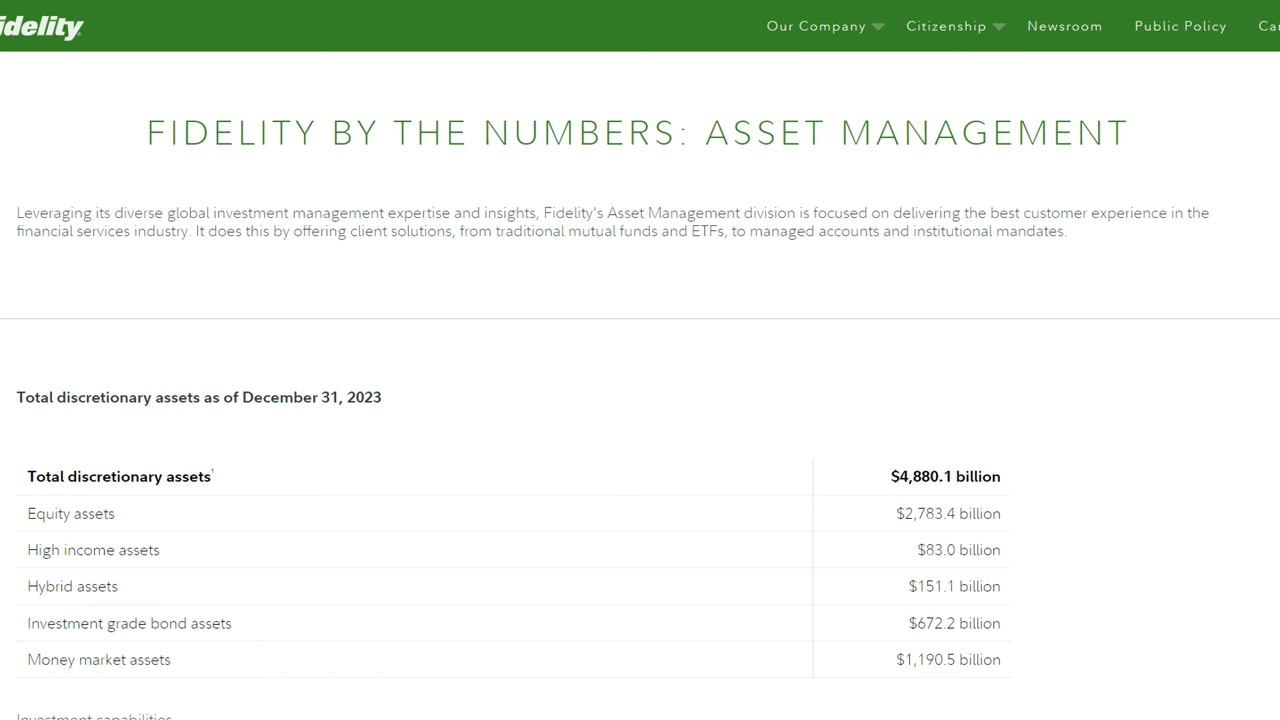 idelity
Our Company Citizenship Newsroom Public Policy Ca
FIDELITY BY THE NUMBERS: ASSET MANAGEMENT
Leveraging its diverse global investment management expertise and insights, Fidelity's Asset Management division is focused on delivering the best customer experience in the
financial services industry. It does this by offering client solutions, from traditional mutual funds and ETFs, to managed accounts and institutional mandates.
Total discretionary assets as of December 31, 2023
Total discretionary assets¹ $4,880.1 billion
Equity assets $2,783.4 billion
High income assets $83.0 billion
Hybrid assets $151.1 billion
Investment grade bond assets $672.2 billion
Money market assets $1,190.5 billion
Investment capabilities